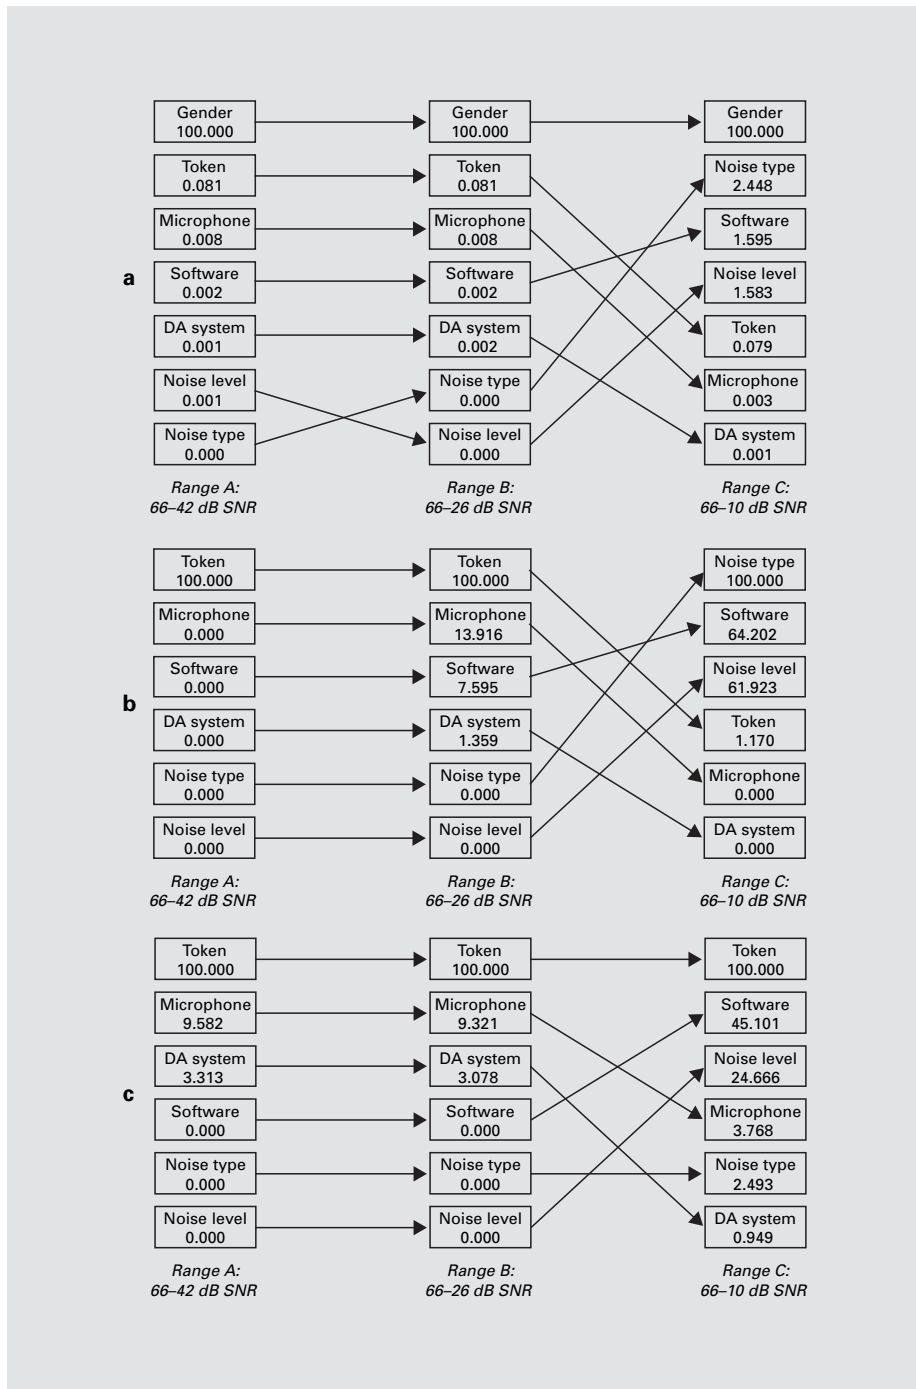 Gender
100.000
Gender
100.000
Gender
100.000
Token
0.081
Token
0.081
Noise type
2.448
Microphone
0.008
Microphone
0.008
Software
1.595
a
Software
0.002
Software
0.002
Noise level
1.583
DA system
0.001
DA system
0.002
Token
0.079
Noise level
0.001
Noise type
0.000
Microphone
0.003
Noise type
0.000
Noise level
0.000
DA system
0.001
Range A:
66–42 dB SNR
Range B:
66–26 dB SNR
Range C:
66–10 dB SNR
Token
100.000
Token
100.000
Noise type
100.000
Microphone
0.000
Microphone
13.916
Software
64.202
Software
0.000
Software
7.595
Noise level
61.923
b
DA system
0.000
DA system
1.359
Token
1.170
Noise type
0.000
Noise type
0.000
Microphone
0.000
Noise level
0.000
Noise level
0.000
DA system
0.000
Range A:
66–42 dB SNR
Range B:
66–26 dB SNR
Range C:
66–10 dB SNR
Token
100.000
Token
100.000
Token
100.000
Microphone
9.582
Microphone
9.321
Software
45.101
DA system
3.313
DA system
3.078
Noise level
24.666
c
Software
0.000
Software
0.000
Microphone
3.768
Noise type
0.000
Noise type
0.000
Noise type
2.493
Noise level
0.000
Noise level
0.000
DA system
0.949
Range A:
66–42 dB SNR
Range B:
66–26 dB SNR
Range C:
66–10 dB SNR